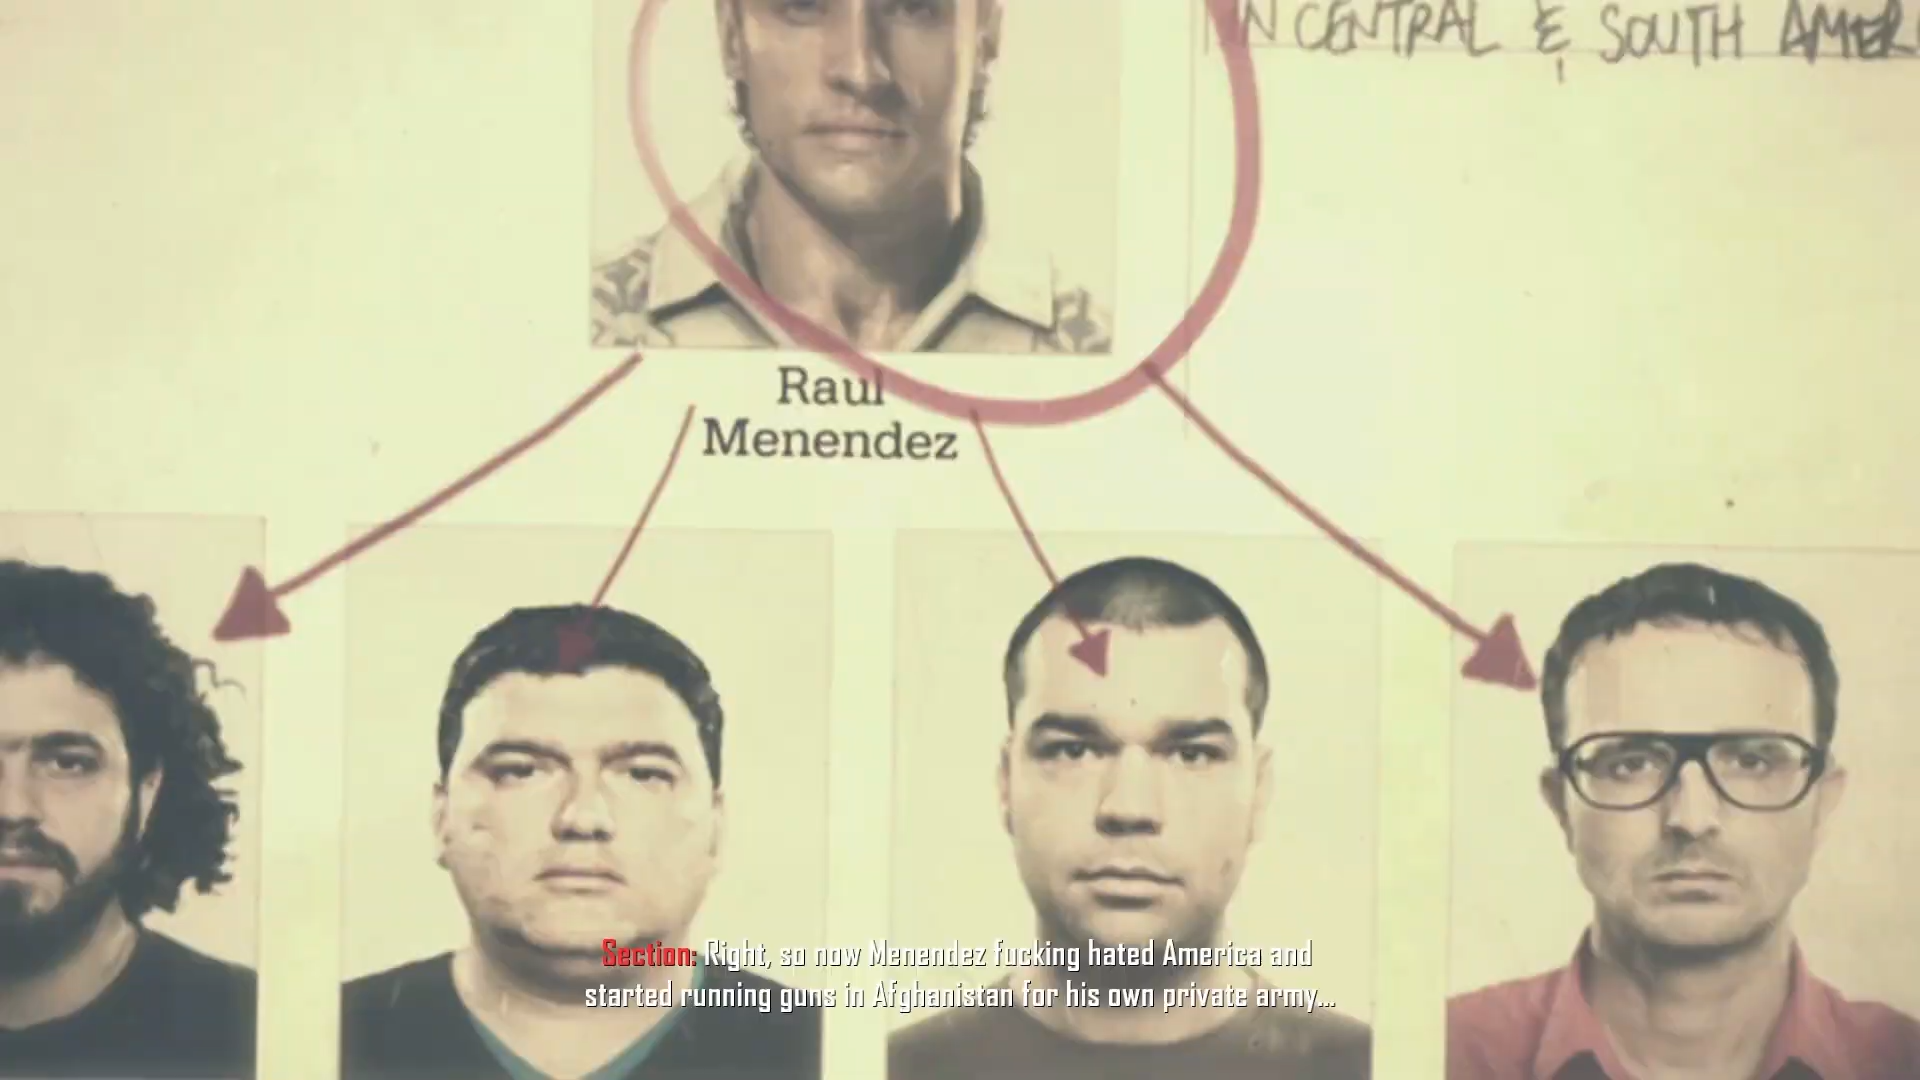 N CENTRAL & SOUTH AMER
Raul
Menendez
Section: Right, so now Menendez fucking hated America and
started running guns in Afghanistan for his own private army...